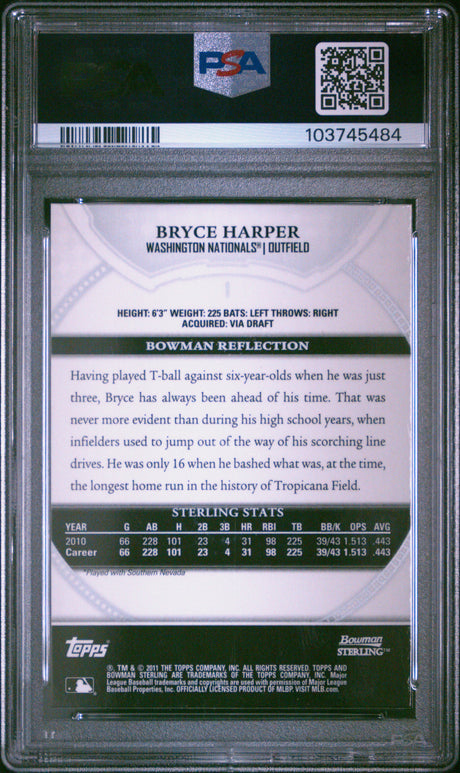 PSA
103745484
BRYCE HARPER
WASHINGTON NATIONALS® | OUTFIELD
HEIGHT: 6'3" WEIGHT: 225 BATS: LEFT THROWS: RIGHT
ACQUIRED: VIA DRAFT
BOWMAN REFLECTION
Having played T-ball against six-year-olds when he was just
three, Bryce has always been ahead of his time. That was
never more evident than during his high school years, when
infielders used to jump out of the way of his scorching line
drives. He was only 16 when he bashed what was, at the time,
the longest home run in the history of Tropicana Field.
STERLING STATS
YEAR G AB H 2B 3B HR RBI TB BB/K OPS AVG
2010 66 228 101 23 4 31 98 225 39/43 1.513 .443
Career 66 228 101 23 4 31 98 225 39/43 1.513 .443
*Played with Southern Nevada
Topps
Bowman
STERLING™
®, TM & © 2011 THE TOPPS COMPANY, INC. ALL RIGHTS RESERVED. TOPPS AND
BOWMAN STERLING ARE TRADEMARKS OF THE TOPPS COMPANY, INC. Major
League Baseball trademarks and copyrights are used with permission of Major League
Baseball Properties, Inc. OFFICIALLY LICENSED PRODUCT OF MLBP. VISIT MLB.com.